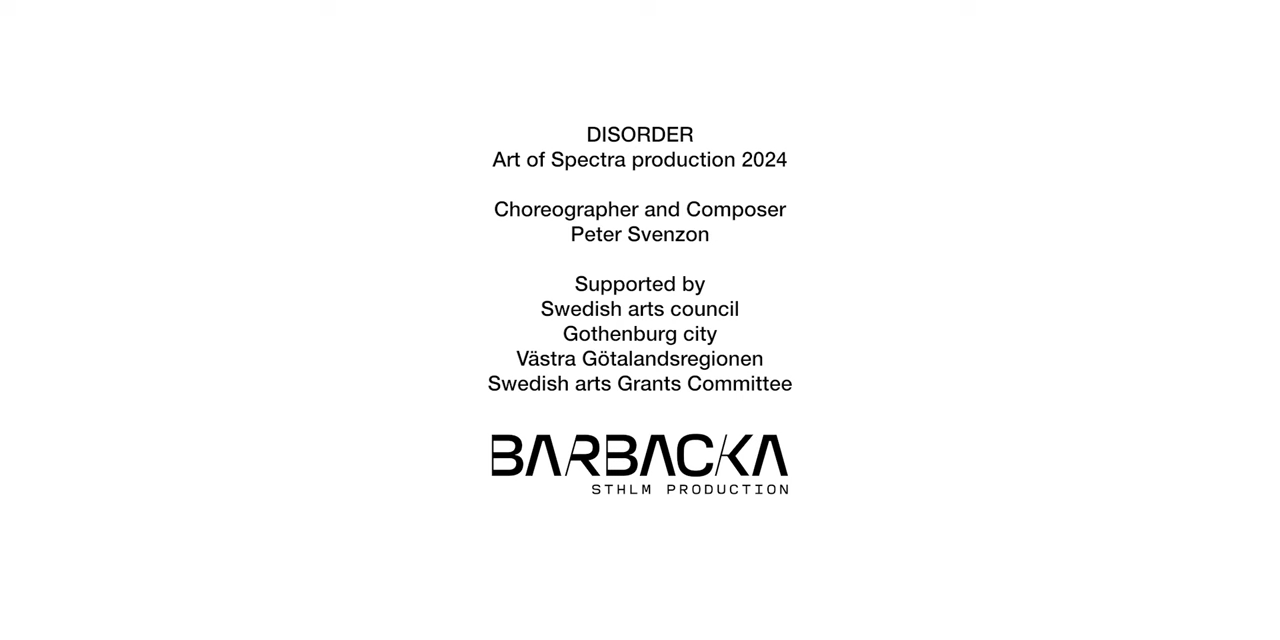 DISORDER
Art of Spectra production 2024
Choreographer and Composer
Peter Svenzon
Supported by
Swedish arts council
Gothenburg city
Västra Götalandsregionen
Swedish arts Grants Committee
BARBACKA
STHLM PRODUCTION